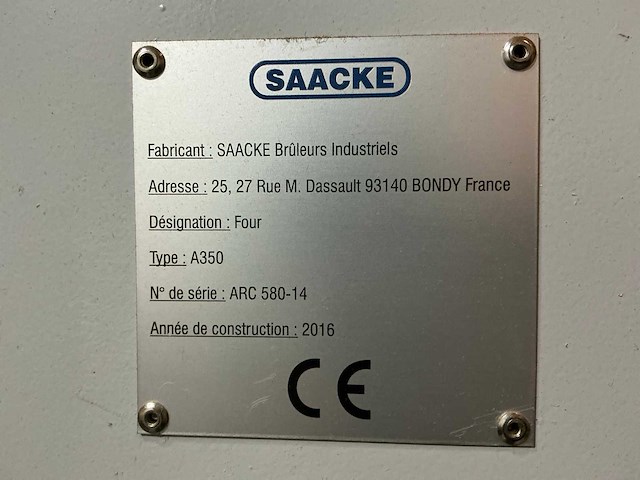 SAACKE
Fabricant : SAACKE Brûleurs Industriels
Adresse : 25, 27 Rue M. Dassault 93140 BONDY France
Désignation : Four
Type : A350
N° de série : ARC 580-14
Année de construction : 2016
CE